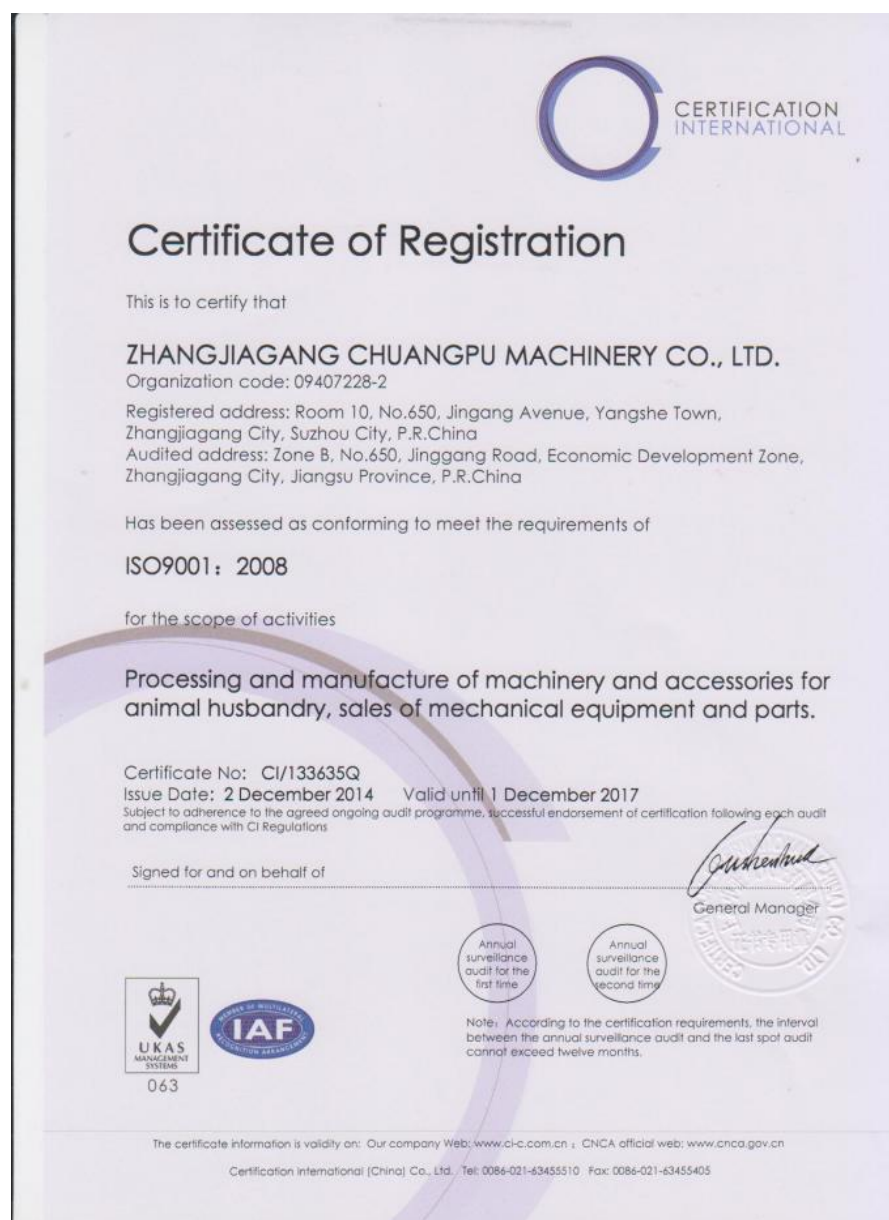 CERTIFICATION
INTERNATIONAL
Certificate of Registration
This is to certify that
ZHANGJIAGANG CHUANGPU MACHINERY CO., LTD.
Organization code: 09407228-2
Registered address: Room 10, No.650, Jingang Avenue, Yangshe Town,
Zhangjiagang City, Suzhou City, P.R.China
Audited address: Zone B, No.650, Jinggang Road, Economic Development Zone,
Zhangjiagang City, Jiangsu Province, P.R.China
Has been assessed as conforming to meet the requirements of
ISO9001: 2008
for the scope of activities
Processing and manufacture of machinery and accessories for
animal husbandry, sales of mechanical equipment and parts.
Certificate No: CI/133635Q
Issue Date: 2 December 2014 Valid until 1 December 2017
Subject to adherence to the agreed ongoing audit programme, successful endorsement of certification following each audit
and compliance with CI Regulations
Signed for and on behalf of
General Manager
Annual
surveillance
audit for the
first time
Annual
surveillance
audit for the
second time
UKAS
MANAGEMENT
SYSTEMS
063
MEMBER OF MULTILATERAL
IAF
RECOGNITION ARRANGEMENT
Note: According to the certification requirements, the interval
between the annual surveillance audit and the last spot audit
cannot exceed twelve months.
The certificate information is validity on: Our company Web: www.ci-c.com.cn ; CNCA official web: www.cnca.gov.cn
Certification International (China) Co., Ltd. Tel: 0086-021-63455510 Fax: 0086-021-63455405